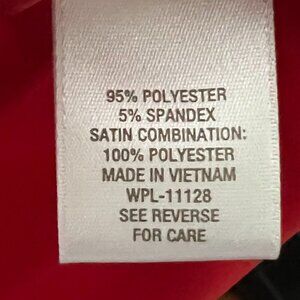 95% POLYESTER
5% SPANDEX
SATIN COMBINATION:
100% POLYESTER
MADE IN VIETNAM
WPL-11128
SEE REVERSE
FOR CARE